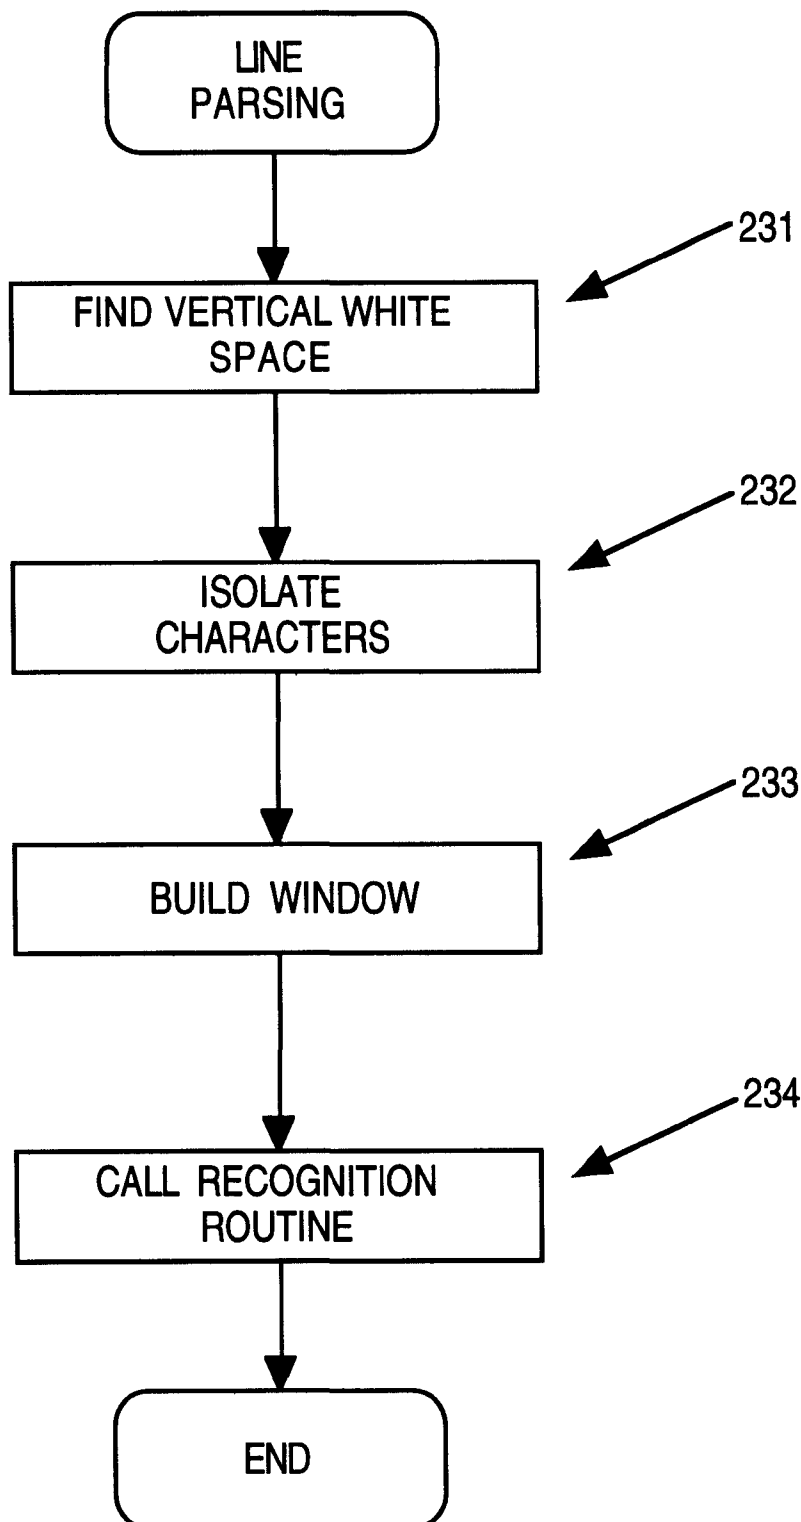 LINE
PARSING
231
FIND VERTICAL WHITE
SPACE
232
ISOLATE
CHARACTERS
233
BUILD WINDOW
234
CALL RECOGNITION
ROUTINE
END